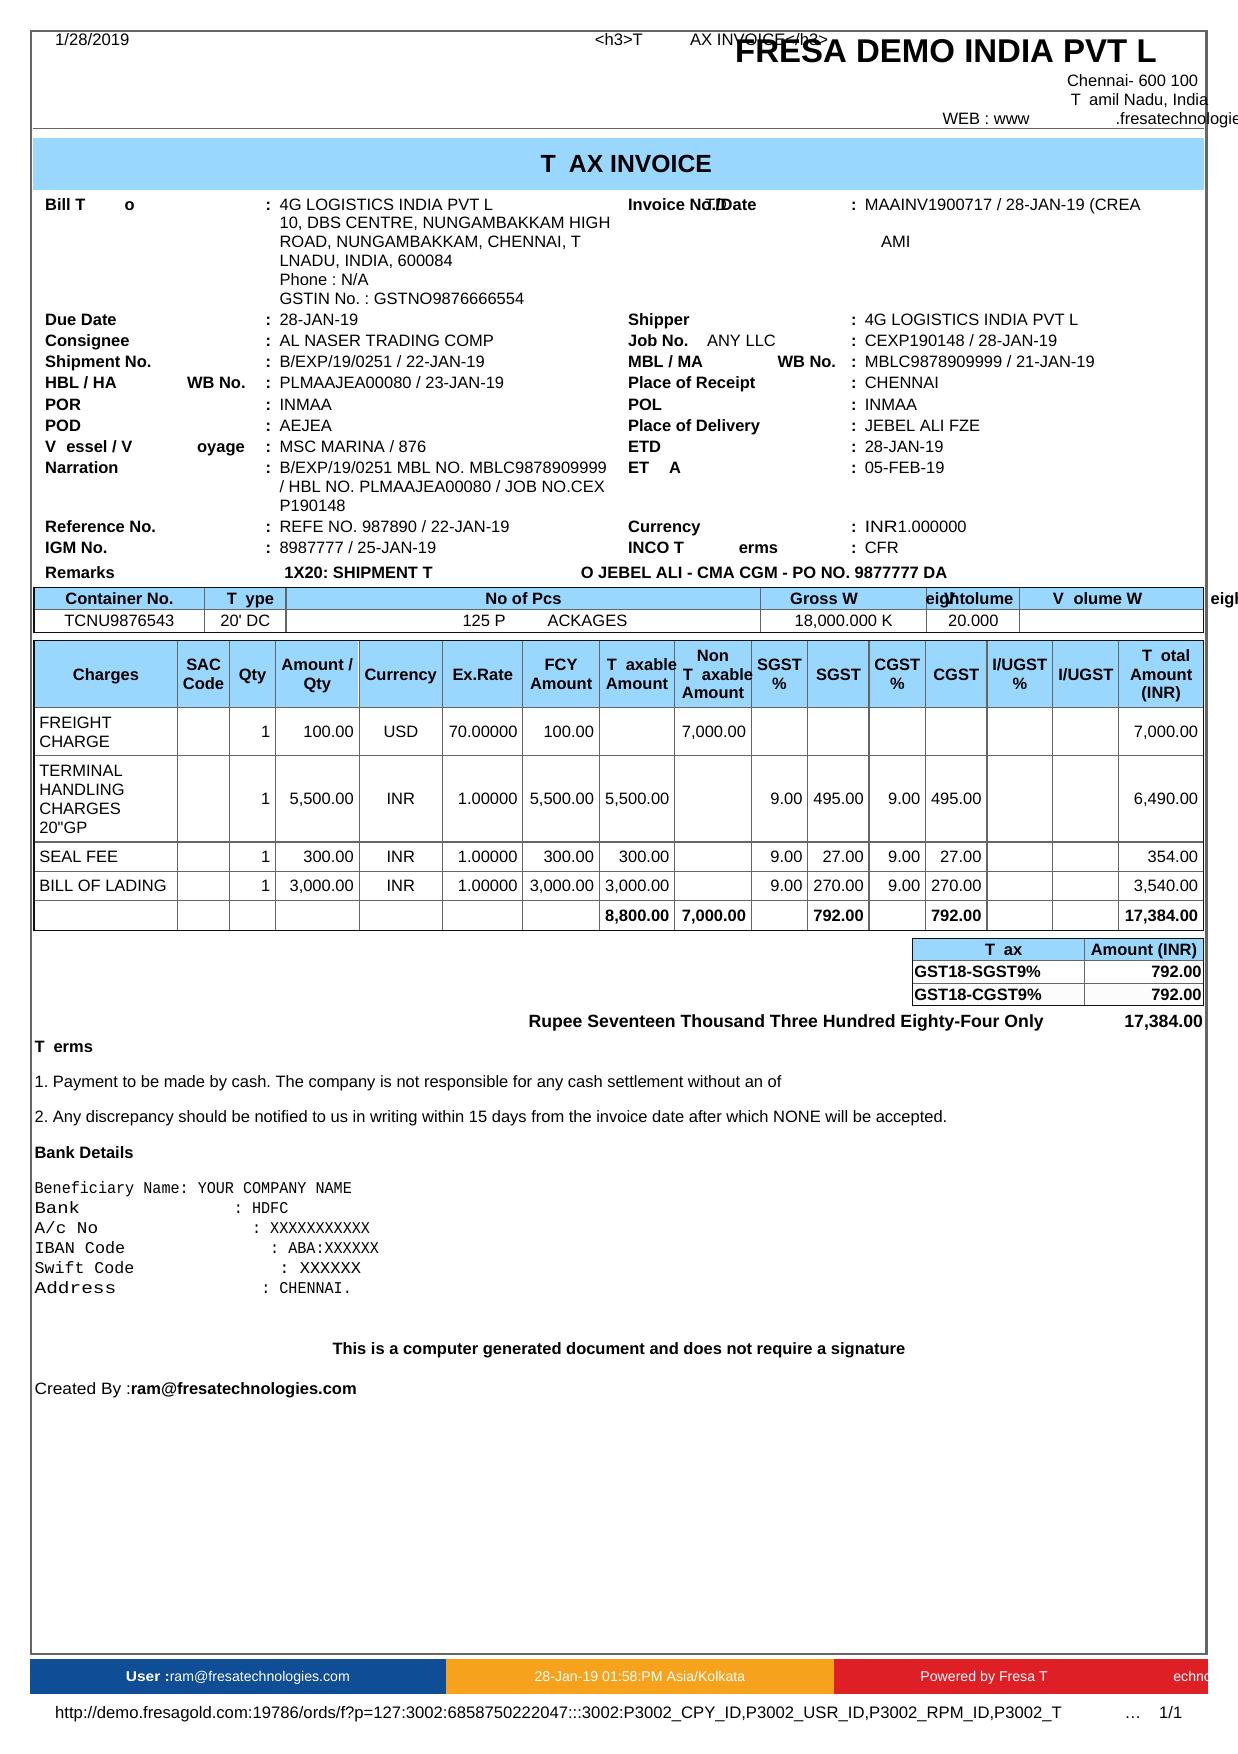 1/28/2019 <h3>T AX INVOICE</h3>
FRESA DEMO INDIA PVT L
Chennai- 600 100
T amil Nadu, India
WEB : www .fresatechnologie
T AX INVOICE
Bill T o : 4G LOGISTICS INDIA PVT L TD
10, DBS CENTRE, NUNGAMBAKKAM HIGH
ROAD, NUNGAMBAKKAM, CHENNAI, T AMI
LNADU, INDIA, 600084
Phone : N/A
GSTIN No. : GSTNO9876666554
Invoice No./Date : MAAINV1900717 / 28-JAN-19 (CREA
Due Date : 28-JAN-19 Shipper : 4G LOGISTICS INDIA PVT L
Consignee : AL NASER TRADING COMP ANY LLC Job No. : CEXP190148 / 28-JAN-19
Shipment No. : B/EXP/19/0251 / 22-JAN-19 MBL / MA WB No. : MBLC9878909999 / 21-JAN-19
HBL / HA WB No. : PLMAAJEA00080 / 23-JAN-19 Place of Receipt : CHENNAI
POR : INMAA POL : INMAA
POD : AEJEA Place of Delivery : JEBEL ALI FZE
V essel / V oyage : MSC MARINA / 876 ETD : 28-JAN-19
Narration : B/EXP/19/0251 MBL NO. MBLC9878909999 ET A : 05-FEB-19
/ HBL NO. PLMAAJEA00080 / JOB NO.CEX
P190148
Reference No. : REFE NO. 987890 / 22-JAN-19 Currency : INR1.000000
IGM No. : 8987777 / 25-JAN-19 INCO T erms : CFR
Remarks 1X20: SHIPMENT T O JEBEL ALI - CMA CGM - PO NO. 9877777 DA
Container No. T ype No of Pcs Gross W eight V olume V olume W eigh
TCNU9876543 20' DC 125 P ACKAGES 18,000.000 K 20.000
Charges SAC Code Qty Amount / Qty Currency Ex.Rate FCY Amount T axable Amount Non T axable Amount SGST % SGST CGST % CGST I/UGST % I/UGST T otal Amount (INR)
FREIGHT CHARGE 1 100.00 USD 70.00000 100.00 7,000.00 7,000.00
TERMINAL HANDLING CHARGES 20"GP 1 5,500.00 INR 1.00000 5,500.00 5,500.00 9.00 495.00 9.00 495.00 6,490.00
SEAL FEE 1 300.00 INR 1.00000 300.00 300.00 9.00 27.00 9.00 27.00 354.00
BILL OF LADING 1 3,000.00 INR 1.00000 3,000.00 3,000.00 9.00 270.00 9.00 270.00 3,540.00
8,800.00 7,000.00 792.00 792.00 17,384.00
T ax Amount (INR)
GST18-SGST9% 792.00
GST18-CGST9% 792.00
Rupee Seventeen Thousand Three Hundred Eighty-Four Only 17,384.00
T erms
1. Payment to be made by cash. The company is not responsible for any cash settlement without an of
2. Any discrepancy should be notified to us in writing within 15 days from the invoice date after which NONE will be accepted.
Bank Details
Beneficiary Name: YOUR COMPANY NAME
Bank : HDFC
A/c No : XXXXXXXXXXX
IBAN Code : ABA:XXXXXX
Swift Code : XXXXXX
Address : CHENNAI.
This is a computer generated document and does not require a signature
Created By :ram@fresatechnologies.com
User :ram@fresatechnologies.com 28-Jan-19 01:58:PM Asia/Kolkata Powered by Fresa T echno
http://demo.fresagold.com:19786/ords/f?p=127:3002:6858750222047:::3002:P3002_CPY_ID,P3002_USR_ID,P3002_RPM_ID,P3002_T … 1/1